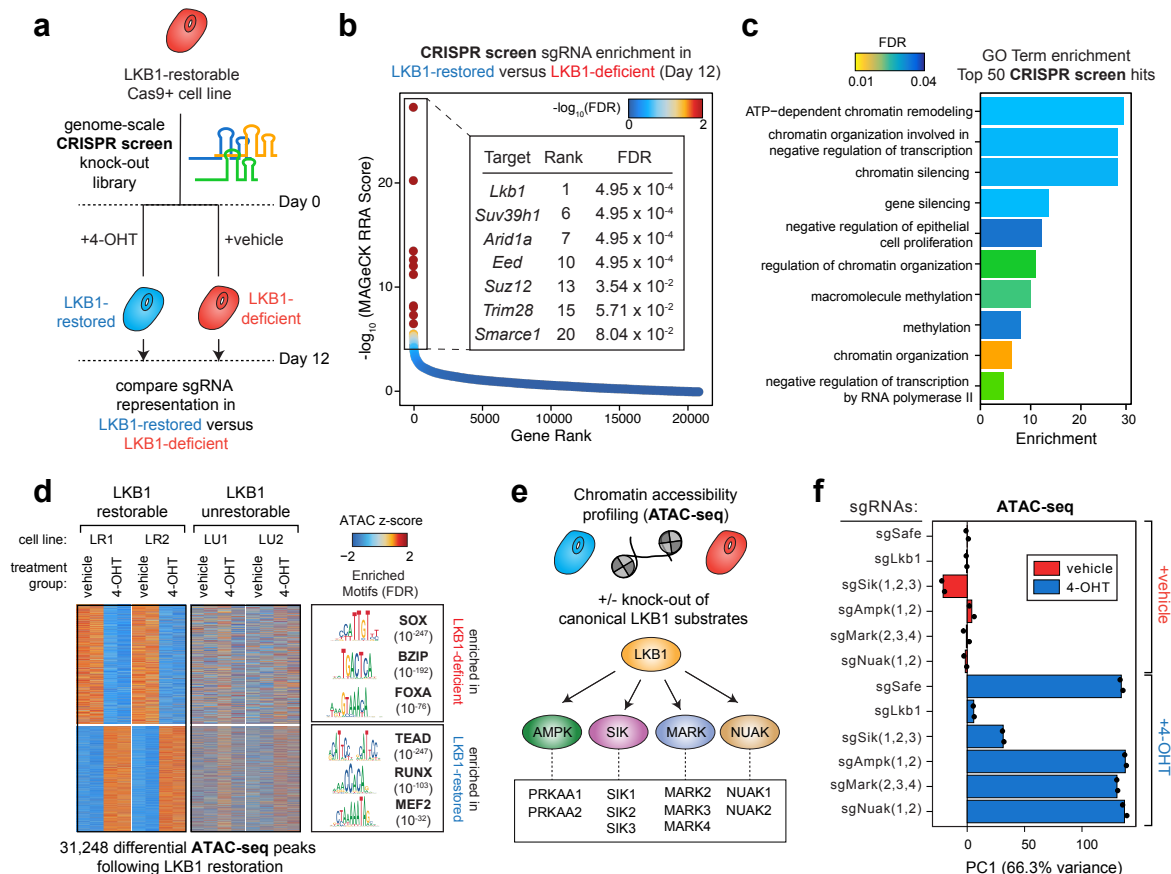 a
LKB1-restorable
Cas9+ cell line
genome-scale
CRISPR screen
knock-out
library
Day 0
+4-OHT
+vehicle
LKB1-
restored
LKB1-
deficient
Day 12
compare sgRNA
representation in
LKB1-restored versus
LKB1-deficient
b
CRISPR screen sgRNA enrichment in
LKB1-restored versus LKB1-deficient (Day 12)
-log10(FDR)
0 2
Target Rank FDR
Lkb1 1 4.95 x 10-4
Suv39h1 6 4.95 x 10-4
Arid1a 7 4.95 x 10-4
Eed 10 4.95 x 10-4
Suz12 13 3.54 x 10-2
Trim28 15 5.71 x 10-2
Smarce1 20 8.04 x 10-2
-log10 (MAGeCK RRA Score)
20
10
0
0 5000 10000 15000 20000
Gene Rank
c
FDR
0.01 0.04
GO Term enrichment
Top 50 CRISPR screen hits
ATP-dependent chromatin remodeling
chromatin organization involved in
negative regulation of transcription
chromatin silencing
gene silencing
negative regulation of epithelial
cell proliferation
regulation of chromatin organization
macromolecule methylation
methylation
chromatin organization
negative regulation of transcription
by RNA polymerase II
0 10 20 30
Enrichment
d
LKB1
restorable
LKB1
unrestorable
cell line: LR1 LR2 LU1 LU2
treatment
group:
vehicle 4-OHT vehicle 4-OHT vehicle 4-OHT vehicle 4-OHT
ATAC z-score
−2 2
Enriched
Motifs (FDR)
SOX
(10-247)
BZIP
(10-192)
FOXA
(10-76)
enriched in
LKB1-deficient
TEAD
(10-247)
RUNX
(10-103)
MEF2
(10-32)
enriched in
LKB1-restored
31,248 differential ATAC-seq peaks
following LKB1 restoration
e
Chromatin accessibility
profiling (ATAC-seq)
+/- knock-out of
canonical LKB1 substrates
LKB1
AMPK SIK MARK NUAK
PRKAA1 SIK1 MARK2 NUAK1
PRKAA2 SIK2 MARK3 NUAK2
SIK3 MARK4
f
sgRNAs: ATAC-seq
vehicle
4-OHT
sgSafe
sgLkb1
sgSik(1,2,3)
sgAmpk(1,2)
sgMark(2,3,4)
sgNuak(1,2)
+vehicle
sgSafe
sgLkb1
sgSik(1,2,3)
sgAmpk(1,2)
sgMark(2,3,4)
sgNuak(1,2)
+4-OHT
0 50 100
PC1 (66.3% variance)